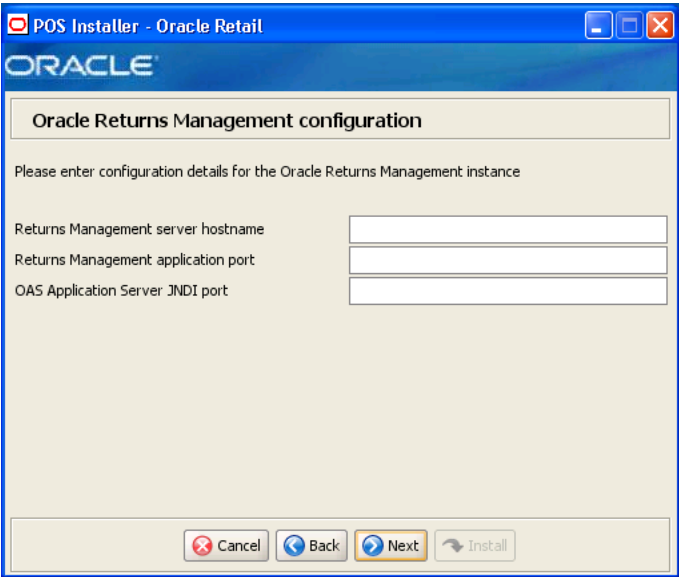 POS Installer - Oracle Retail
ORACLE
Oracle Returns Management configuration
Please enter configuration details for the Oracle Returns Management instance
Returns Management server hostname
Returns Management application port
OAS Application Server JNDI port
Cancel Back Next Install